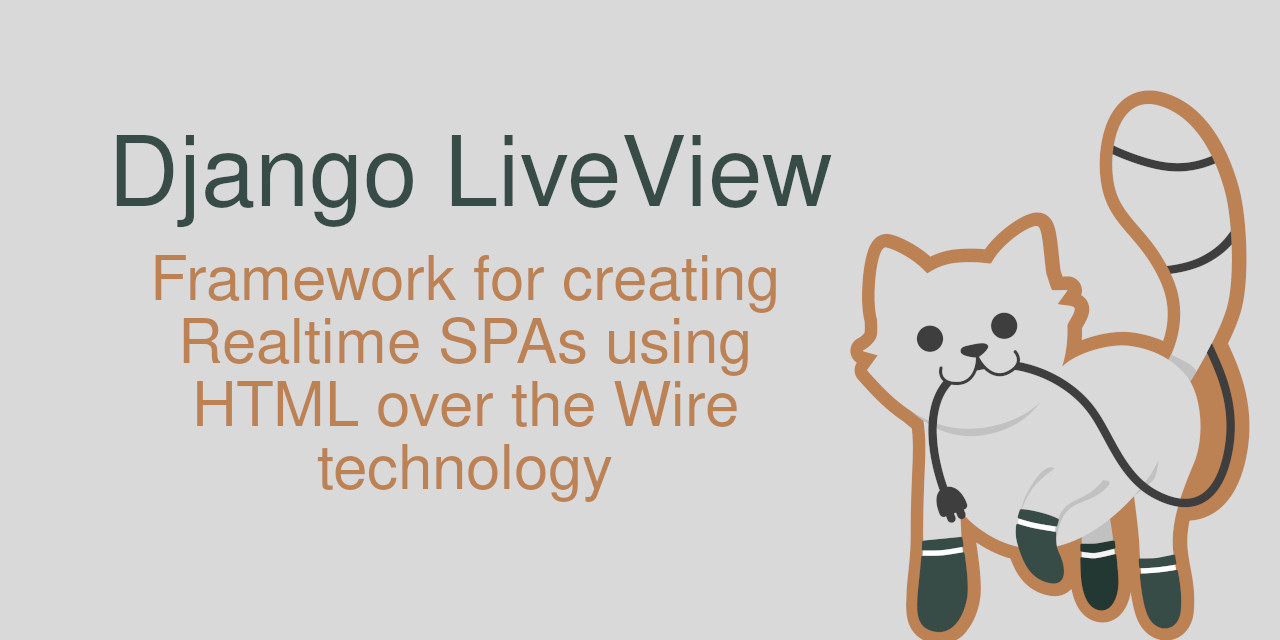 Django LiveView
Framework for creating
Realtime SPAs using
HTML over the Wire
technology